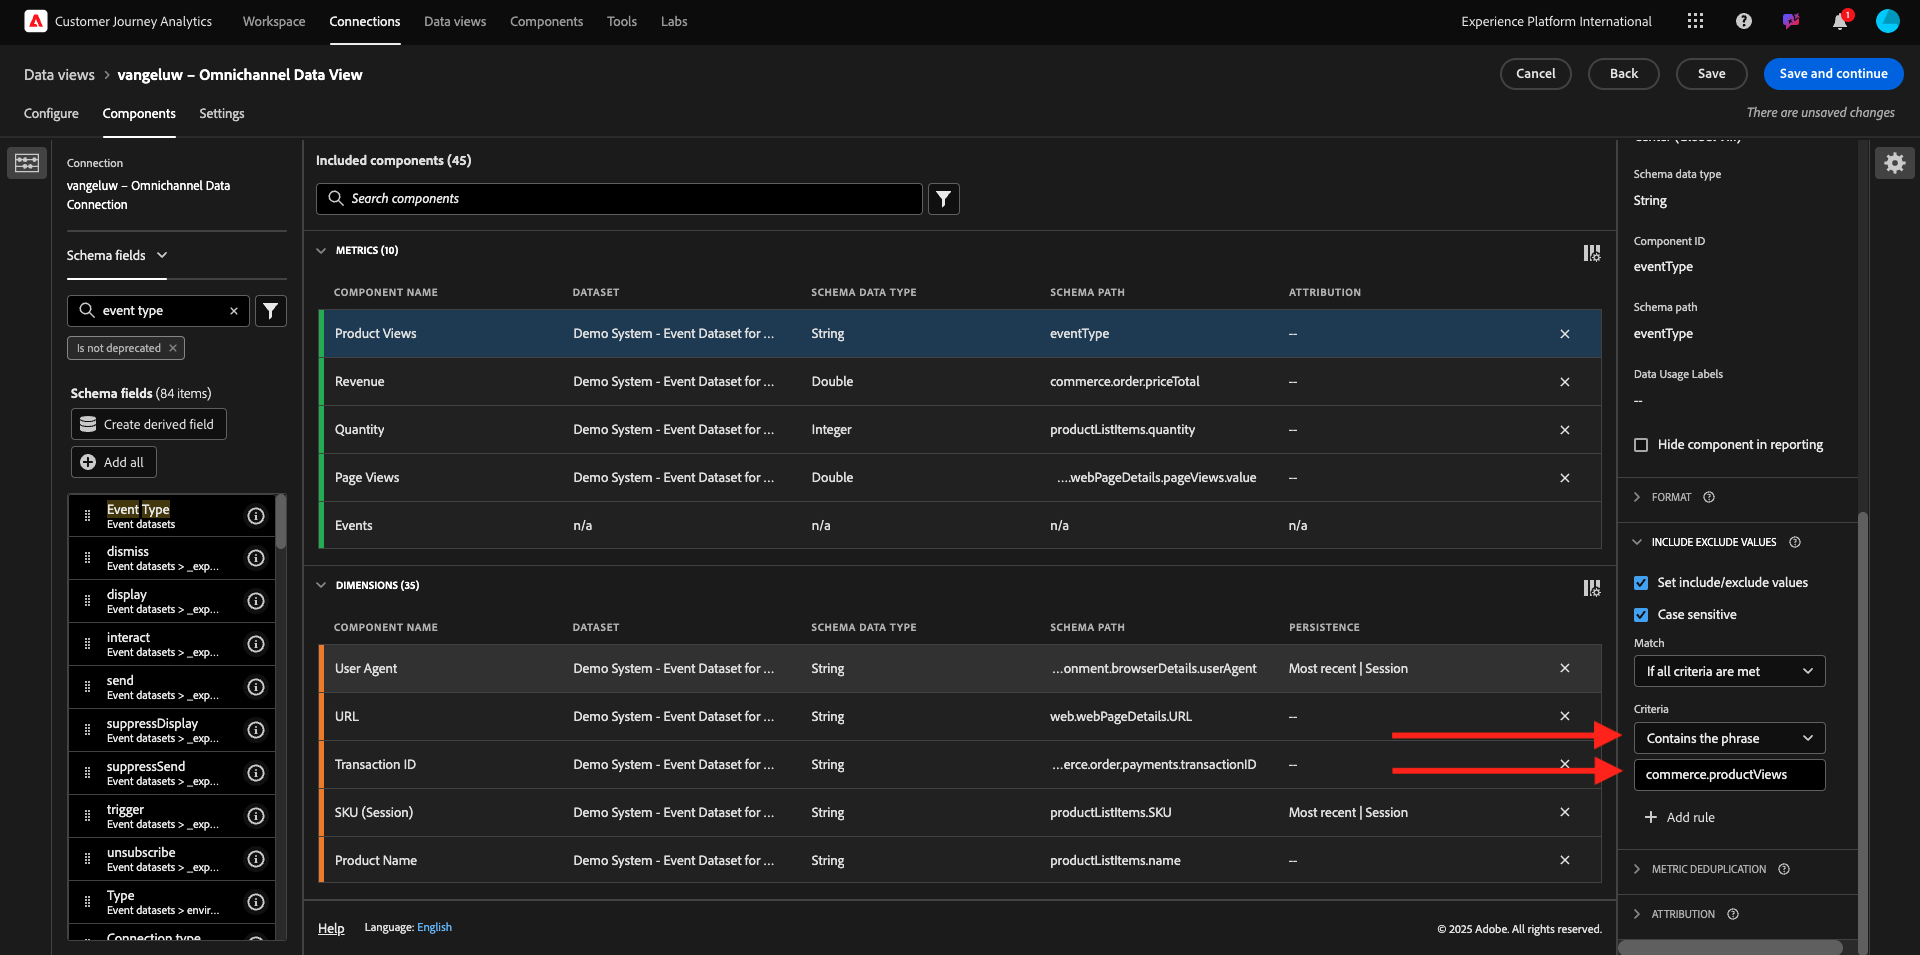 Customer Journey Analytics
Workspace
Connections
Data views
Components
Tools
Labs
Experience Platform International
1
Data views > vangeluw – Omnichannel Data View
Cancel
Back
Save
Save and continue
Configure
Components
Settings
There are unsaved changes
Connection
vangeluw – Omnichannel Data
Connection
Schema fields
event type
Is not deprecated
Schema fields (84 items)
Create derived field
Add all
Event Type
Event datasets
dismiss
Event datasets > _exp...
display
Event datasets > _exp...
interact
Event datasets > _exp...
send
Event datasets > _exp...
suppressDisplay
Event datasets > _exp...
suppressSend
Event datasets > _exp...
trigger
Event datasets > _exp...
unsubscribe
Event datasets > _exp...
Type
Event datasets > envir...
Connection type
Included components (45)
Search components
METRICS (10)
COMPONENT NAME DATASET SCHEMA DATA TYPE SCHEMA PATH ATTRIBUTION
Product Views Demo System - Event Dataset for ... String eventType --
Revenue Demo System - Event Dataset for ... Double commerce.order.priceTotal --
Quantity Demo System - Event Dataset for ... Integer productListItems.quantity --
Page Views Demo System - Event Dataset for ... Double ....webPageDetails.pageViews.value --
Events n/a n/a n/a n/a
DIMENSIONS (35)
COMPONENT NAME DATASET SCHEMA DATA TYPE SCHEMA PATH PERSISTENCE
User Agent Demo System - Event Dataset for ... String ...onment.browserDetails.userAgent Most recent | Session
URL Demo System - Event Dataset for ... String web.webPageDetails.URL --
Transaction ID Demo System - Event Dataset for ... String ...erce.order.payments.transactionID --
SKU (Session) Demo System - Event Dataset for ... String productListItems.SKU Most recent | Session
Product Name Demo System - Event Dataset for ... String productListItems.name --
Help
Language: English
© 2025 Adobe. All rights reserved.
Schema data type
String
Component ID
eventType
Schema path
eventType
Data Usage Labels
--
Hide component in reporting
FORMAT
INCLUDE EXCLUDE VALUES
Set include/exclude values
Case sensitive
Match
If all criteria are met
Criteria
Contains the phrase
commerce.productViews
Add rule
METRIC DEDUPLICATION
ATTRIBUTION